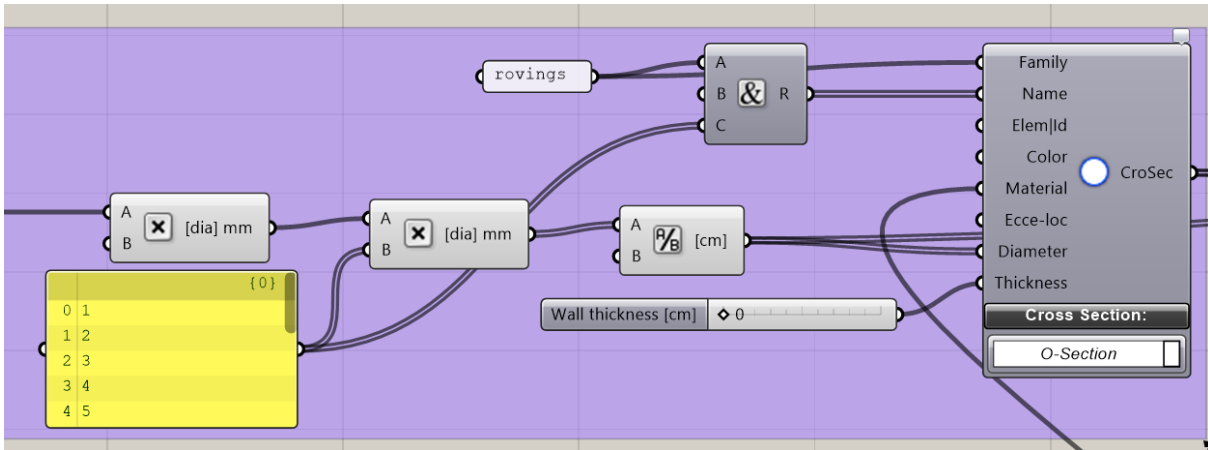 rovings
A
B
C
&
R
Family
Name
Elem|Id
Color
Material
Ecce-loc
Diameter
Thickness
CroSec
Cross Section:
O-Section
A
B
×
[dia] mm
A
B
×
[dia] mm
A
B
A/B
[cm]
Wall thickness [cm]
0
{0}
0 1
1 2
2 3
3 4
4 5